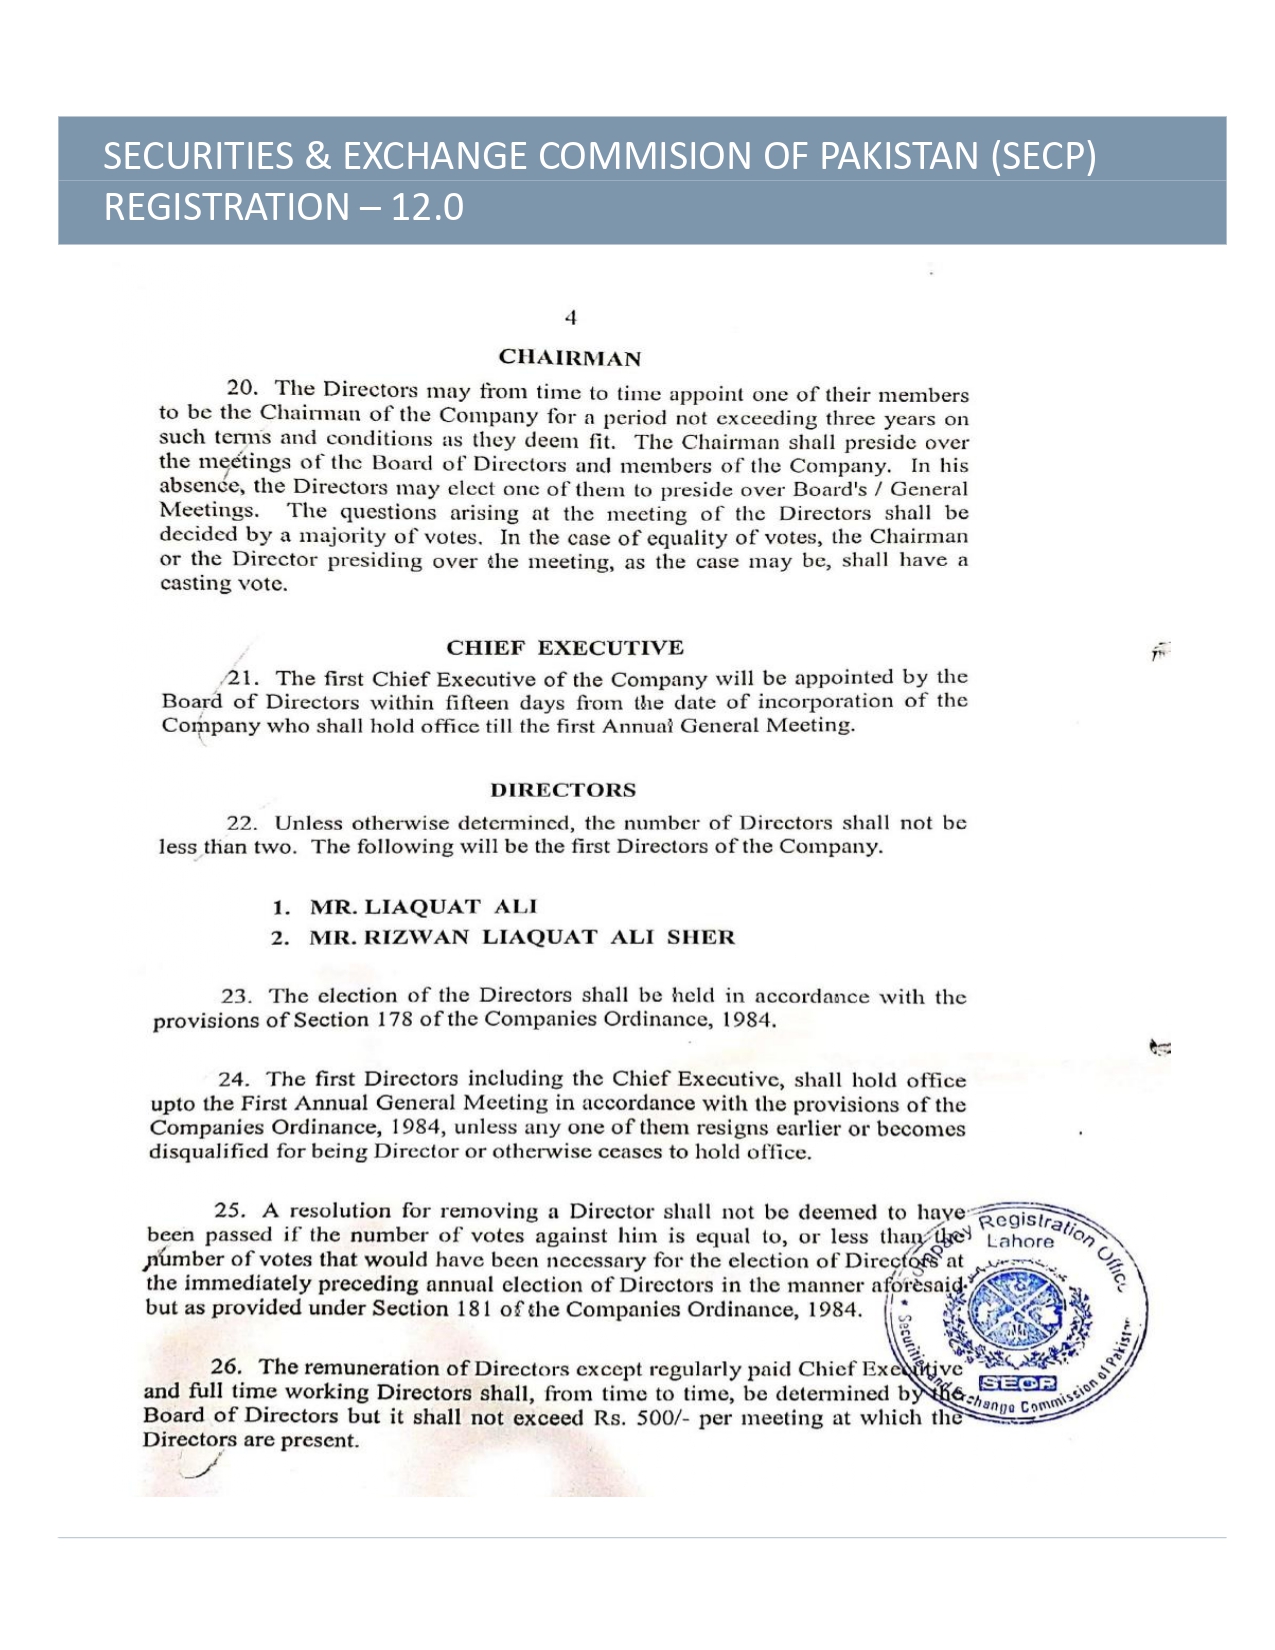 SECURITIES & EXCHANGE COMMISION OF PAKISTAN (SECP)
REGISTRATION – 12.0
4
CHAIRMAN
20. The Directors may from time to time appoint one of their members
to be the Chairman of the Company for a period not exceeding three years on
such terms and conditions as they deem fit. The Chairman shall preside over
the meetings of the Board of Directors and members of the Company. In his
absence, the Directors may elect one of them to preside over Board's / General
Meetings. The questions arising at the meeting of the Directors shall be
decided by a majority of votes. In the case of equality of votes, the Chairman
or the Director presiding over the meeting, as the case may be, shall have a
casting vote.
CHIEF EXECUTIVE
21. The first Chief Executive of the Company will be appointed by the
Board of Directors within fifteen days from the date of incorporation of the
Company who shall hold office till the first Annual General Meeting.
DIRECTORS
22. Unless otherwise determined, the number of Directors shall not be
less than two. The following will be the first Directors of the Company.
1. MR. LIAQUAT ALI
2. MR. RIZWAN LIAQUAT ALI SHER
23. The election of the Directors shall be held in accordance with the
provisions of Section 178 of the Companies Ordinance, 1984.
24. The first Directors including the Chief Executive, shall hold office
upto the First Annual General Meeting in accordance with the provisions of the
Companies Ordinance, 1984, unless any one of them resigns earlier or becomes
disqualified for being Director or otherwise ceases to hold office.
25. A resolution for removing a Director shall not be deemed to have
been passed if the number of votes against him is equal to, or less than the
number of votes that would have been necessary for the election of Directors at
the immediately preceding annual election of Directors in the manner aforesaid
but as provided under Section 181 of the Companies Ordinance, 1984.
26. The remuneration of Directors except regularly paid Chief Executive
and full time working Directors shall, from time to time, be determined by the
Board of Directors but it shall not exceed Rs. 500/- per meeting at which the
Directors are present.
Company Registration Office
Lahore
SECP
Securities and Exchange Commission of Pakistan